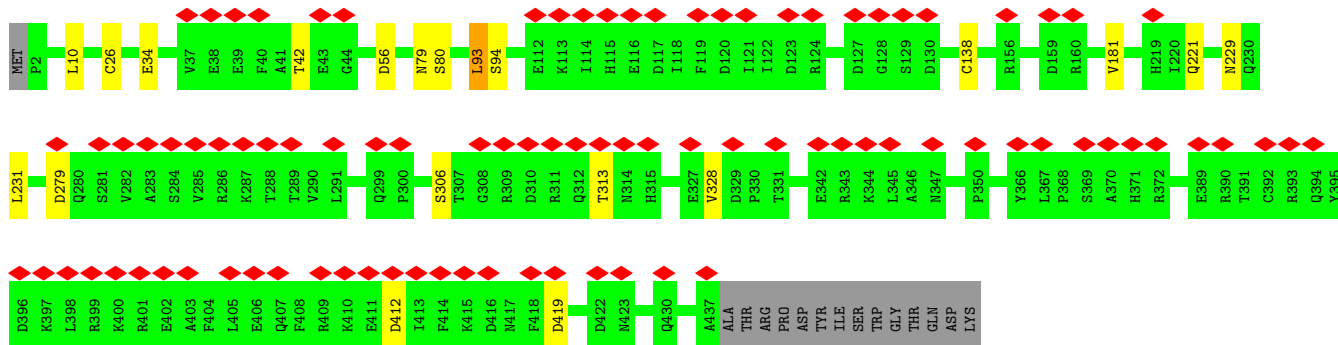 MET P2 L10 C26 E34 V37 E38 E39 F40 A41 T42 E43 G44 D56 N79 S80 L93 S94 E112 K113 I114 H115 E116 D117 I118 F119 D120 I121 I122 D123 R124 D127 G128 S129 D130 C138 R156 D159 R160 V181 H219 I220 Q221 N229 Q230
L231 D279 Q280 S281 V282 A283 S284 V285 R286 K287 T288 T289 V290 L291 Q299 P300 S306 T307 G308 R309 D310 R311 Q312 T313 N314 H315 E327 V328 D329 P330 T331 E342 R343 K344 L345 A346 N347 P350 Y366 L367 P368 S369 A370 H371 R372 E389 R390 T391 C392 R393 Q394 Y395
D396 K397 L398 R399 K400 R401 E402 A403 F404 L405 E406 Q407 F408 R409 K410 E411 D412 I413 F414 K415 D416 N417 F418 D419 D422 N423 Q430 A437 ALA THR ARG PRO ASP TYR ILE SER TRP GLY THR GLN ASP LYS